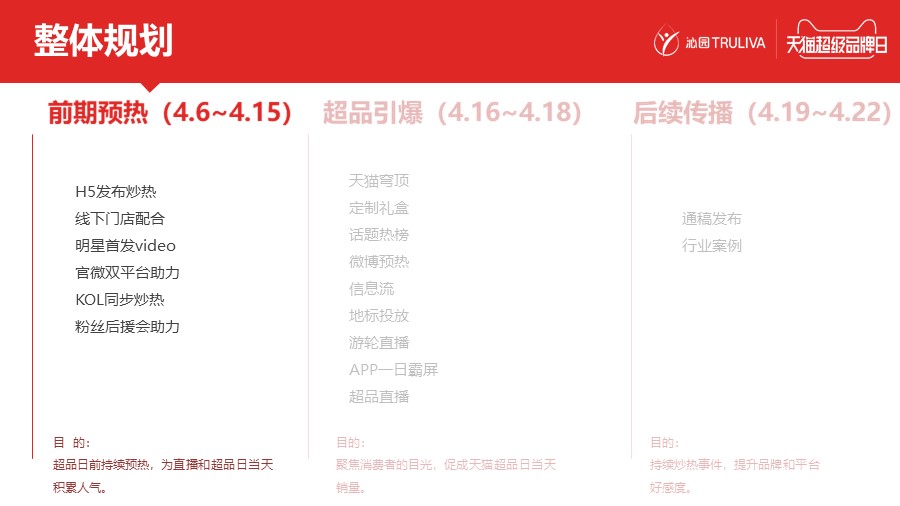 整体规划
沁园 TRULIVA
天猫超级品牌日
前期预热（4.6~4.15）
H5发布炒热
线下门店配合
明星首发video
官微双平台助力
KOL同步炒热
粉丝后援会助力
目 的：
超品日前持续预热，为直播和超品日当天
积累人气。
超品引爆（4.16~4.18）
天猫穹顶
定制礼盒
话题热榜
微博预热
信息流
地标投放
游轮直播
APP一日霸屏
超品直播
目的：
聚焦消费者的目光，促成天猫超品日当天
销量。
后续传播（4.19~4.22）
通稿发布
行业案例
目的：
持续炒热事件，提升品牌和平台
好感度。